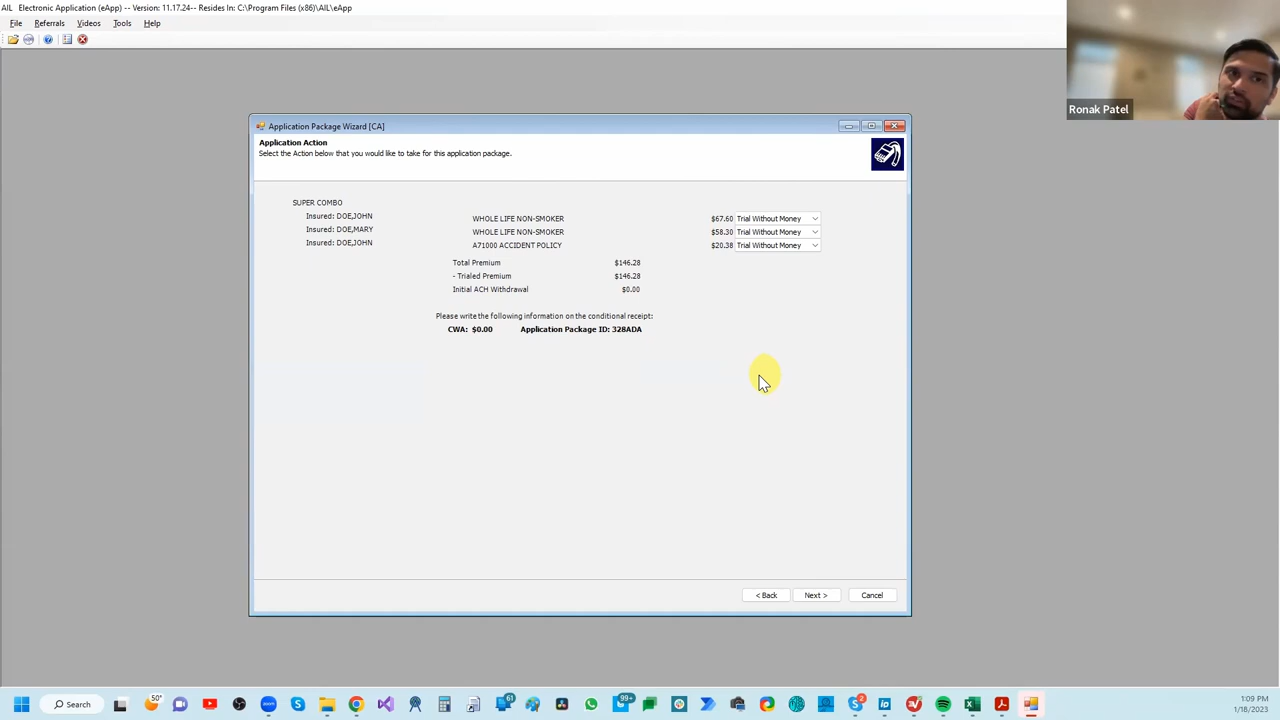 AIL Electronic Application (eApp) -- Version: 11.17.24-- Resides In: C:\Program Files (x86)\AIL\eApp
File Referrals Videos Tools Help
Ronak Patel
Application Package Wizard [CA]
Application Action
Select the Action below that you would like to take for this application package.
SUPER COMBO
Insured: DOE,JOHN WHOLE LIFE NON-SMOKER $67.60 Trial Without Money
Insured: DOE,MARY WHOLE LIFE NON-SMOKER $58.30 Trial Without Money
Insured: DOE,JOHN A71000 ACCIDENT POLICY $20.38 Trial Without Money
Total Premium $146.28
- Trialed Premium $146.28
Initial ACH Withdrawal $0.00
Please write the following information on the conditional receipt:
CWA: $0.00 Application Package ID: 328ADA
< Back Next > Cancel
Search 50° 61 99+ 2
1:09 PM
1/18/2023